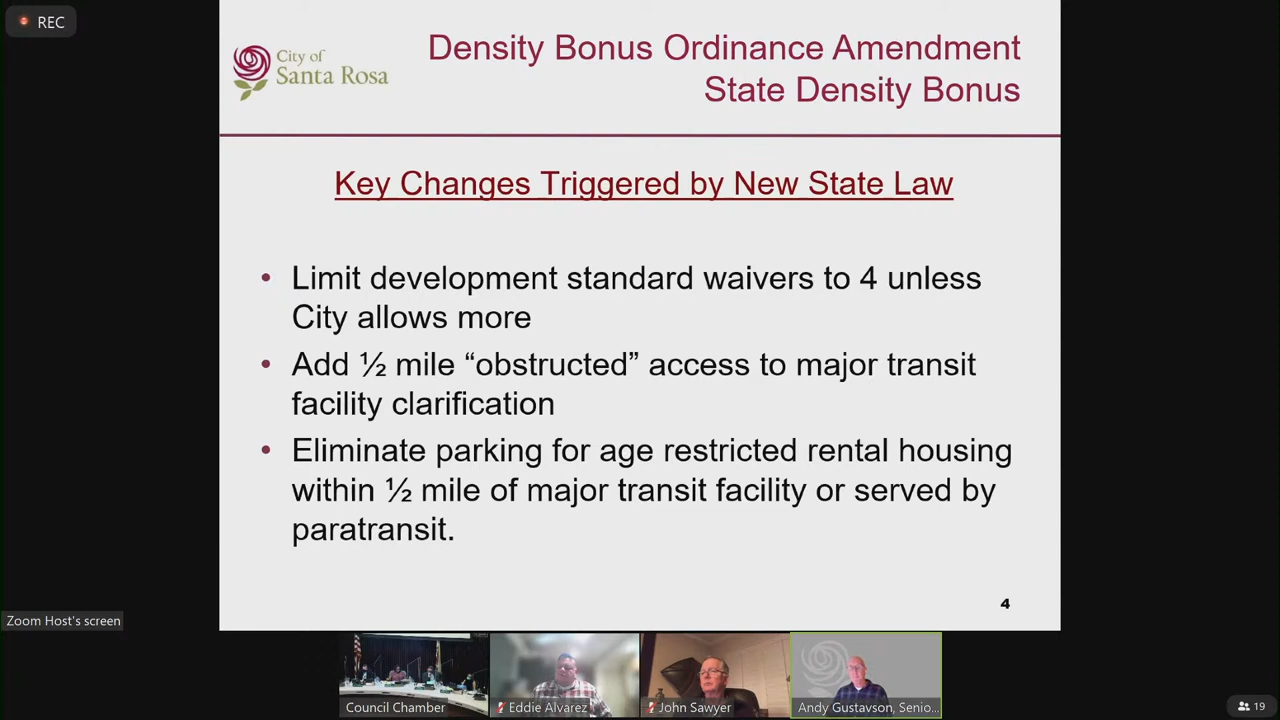 REC
City of
Santa Rosa
Density Bonus Ordinance Amendment
State Density Bonus
Key Changes Triggered by New State Law
• Limit development standard waivers to 4 unless
City allows more
• Add ½ mile “obstructed” access to major transit
facility clarification
• Eliminate parking for age restricted rental housing
within ½ mile of major transit facility or served by
paratransit.
4
Zoom Host's screen
Council Chamber
Eddie Alvarez
John Sawyer
Andy Gustavson, Senio...
19